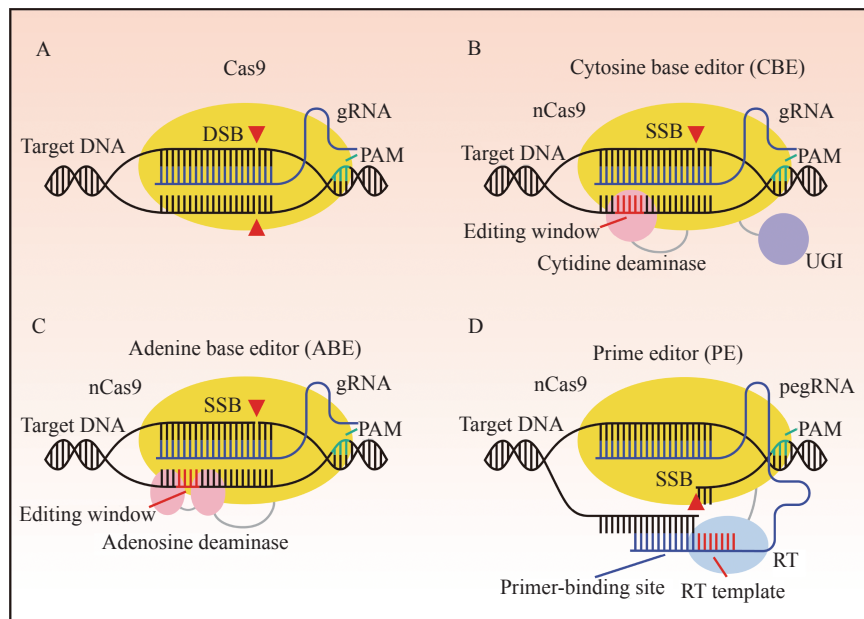 A
Cas9
gRNA
DSB
Target DNA
PAM
B
Cytosine base editor (CBE)
nCas9
gRNA
SSB
Target DNA
PAM
Editing window
Cytidine deaminase
UGI
C
Adenine base editor (ABE)
nCas9
gRNA
SSB
Target DNA
PAM
Editing window
Adenosine deaminase
D
Prime editor (PE)
nCas9
pegRNA
Target DNA
PAM
SSB
RT
Primer-binding site
RT template